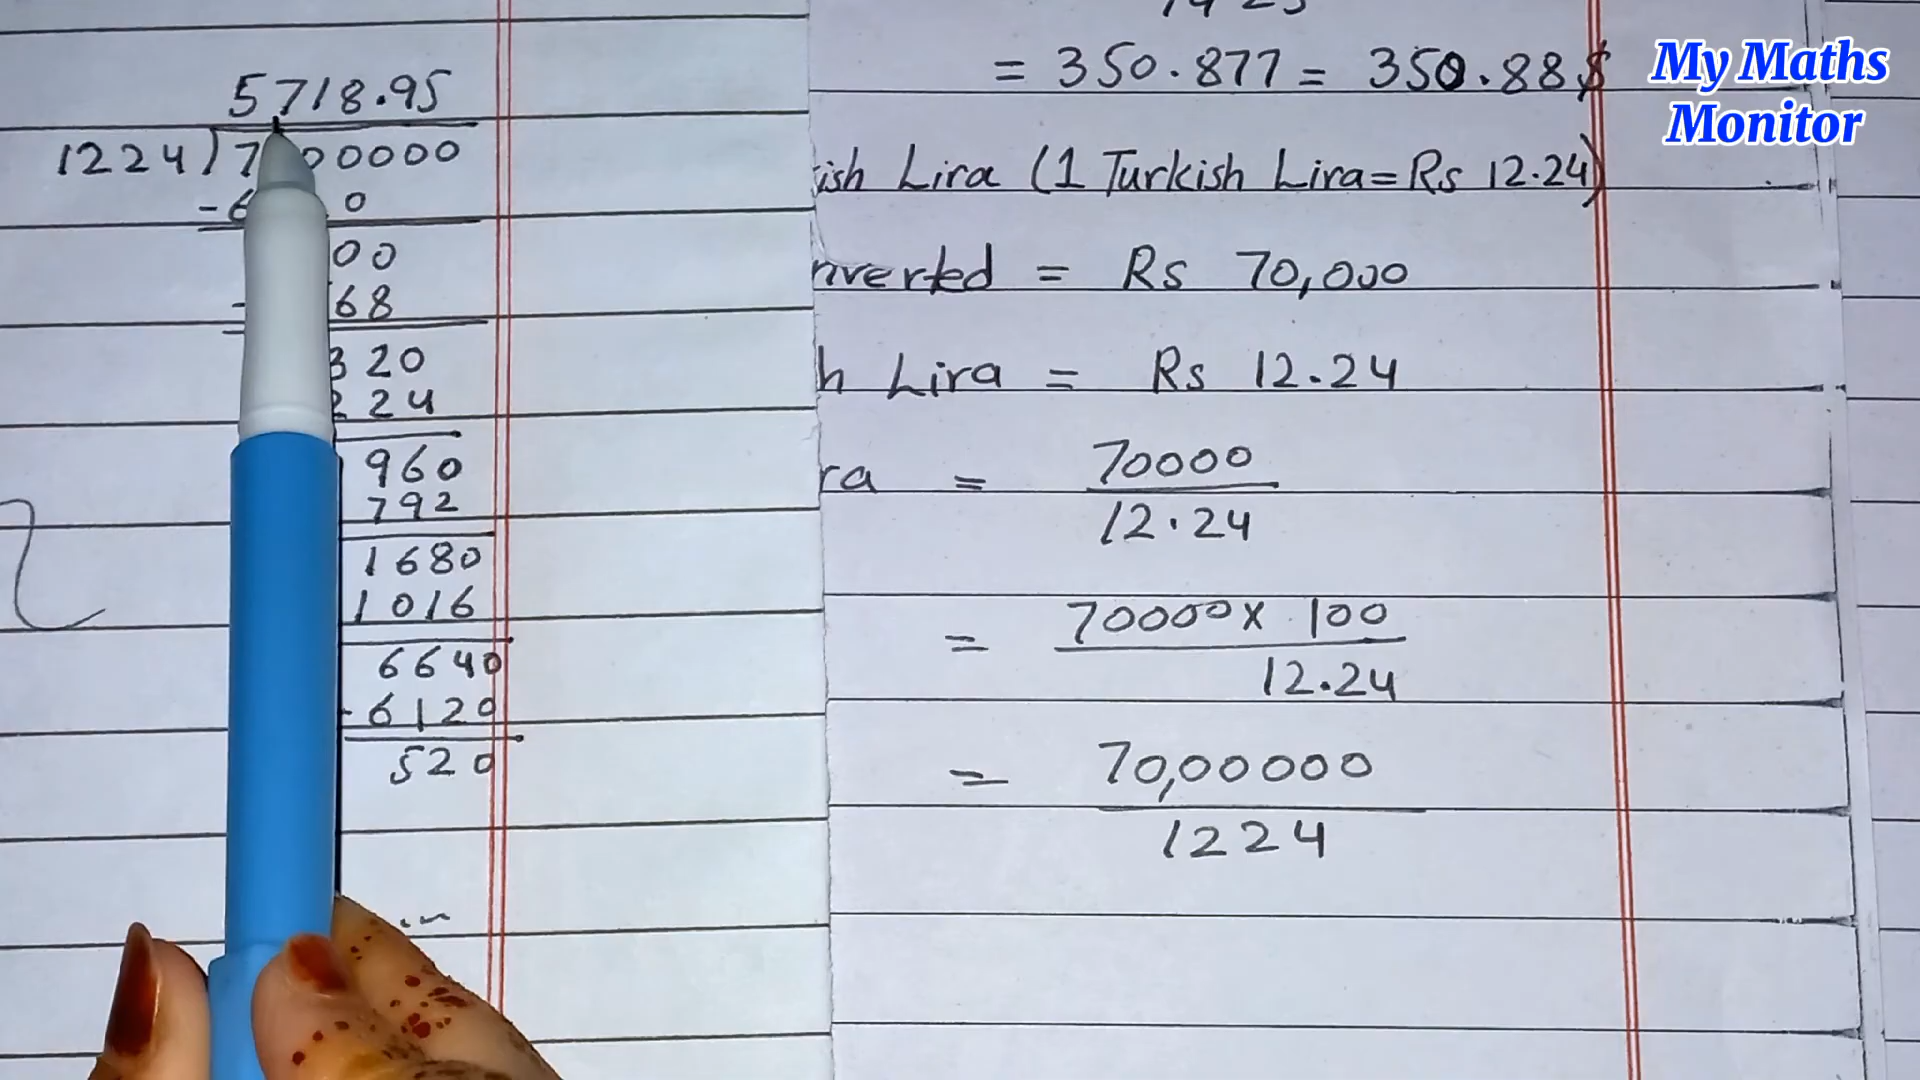 5718.95
1224)7 00000
-6 0
00
- 68
320
224
960
792
1680
1016
6640
-6120
520
= 350.877 = 350.88$
ish Lira (1 Turkish Lira=Rs 12.24)
nverted = Rs 70,000
h Lira = Rs 12.24
ra = 70000
12.24
= 70000x 100
12.24
= 70,00000
1224
My Maths
Monitor